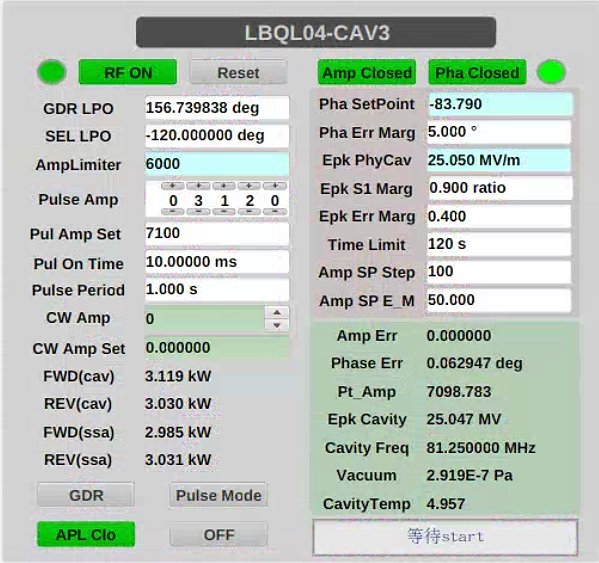 LBQL04-CAV3
RF ON Reset Amp Closed Pha Closed
GDR LPO 156.739838 deg
SEL LPO -120.000000 deg
AmpLimiter 6000
Pulse Amp + + + + + 0 3 1 2 0 - - - - -
Pul Amp Set 7100
Pul On Time 10.00000 ms
Pulse Period 1.000 s
CW Amp 0
CW Amp Set 0.000000
FWD(cav) 3.119 kW
REV(cav) 3.030 kW
FWD(ssa) 2.985 kW
REV(ssa) 3.031 kW
GDR Pulse Mode
APL Clo OFF
Pha SetPoint -83.790
Pha Err Marg 5.000 °
Epk PhyCav 25.050 MV/m
Epk S1 Marg 0.900 ratio
Epk Err Marg 0.400
Time Limit 120 s
Amp SP Step 100
Amp SP E_M 50.000
Amp Err 0.000000
Phase Err 0.062947 deg
Pt_Amp 7098.783
Epk Cavity 25.047 MV
Cavity Freq 81.250000 MHz
Vacuum 2.919E-7 Pa
CavityTemp 4.957
等待start